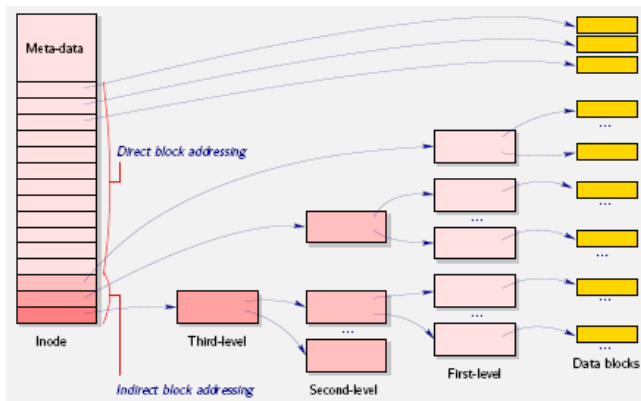 Meta-data
...
Direct block addressing
...
...
...
...
...
...
Inode
Third-level
Second-level
First-level
Data blocks
Indirect block addressing